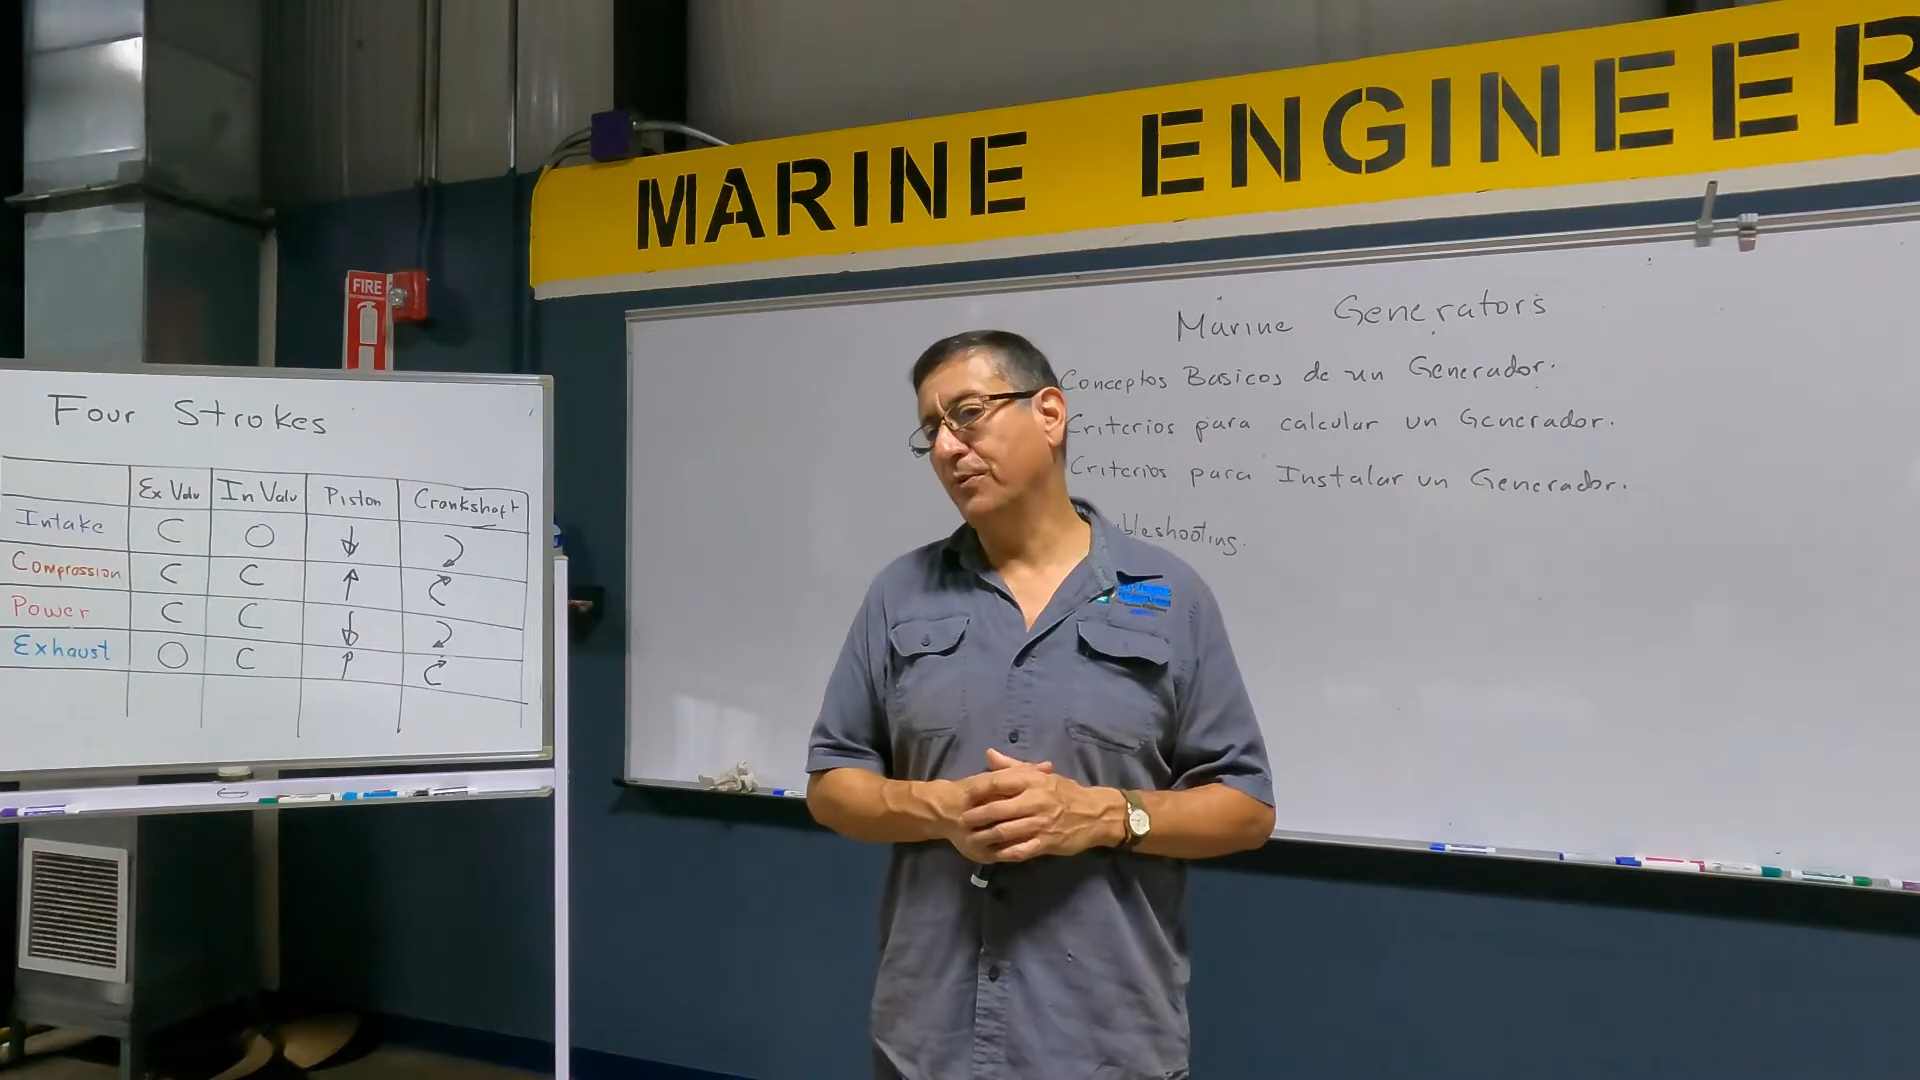 MARINE ENGINEER
FIRE
Four Strokes
Ex Valv In Valv Piston Crankshaft
Intake C O ↓
Compression C C ↑
Power C C ↓
Exhaust O C ↑
Marine Generators
Conceptos Basicos de un Generador.
Criterios para calcular un Generador.
Criterios para Instalar un Generador.
bleshooting.